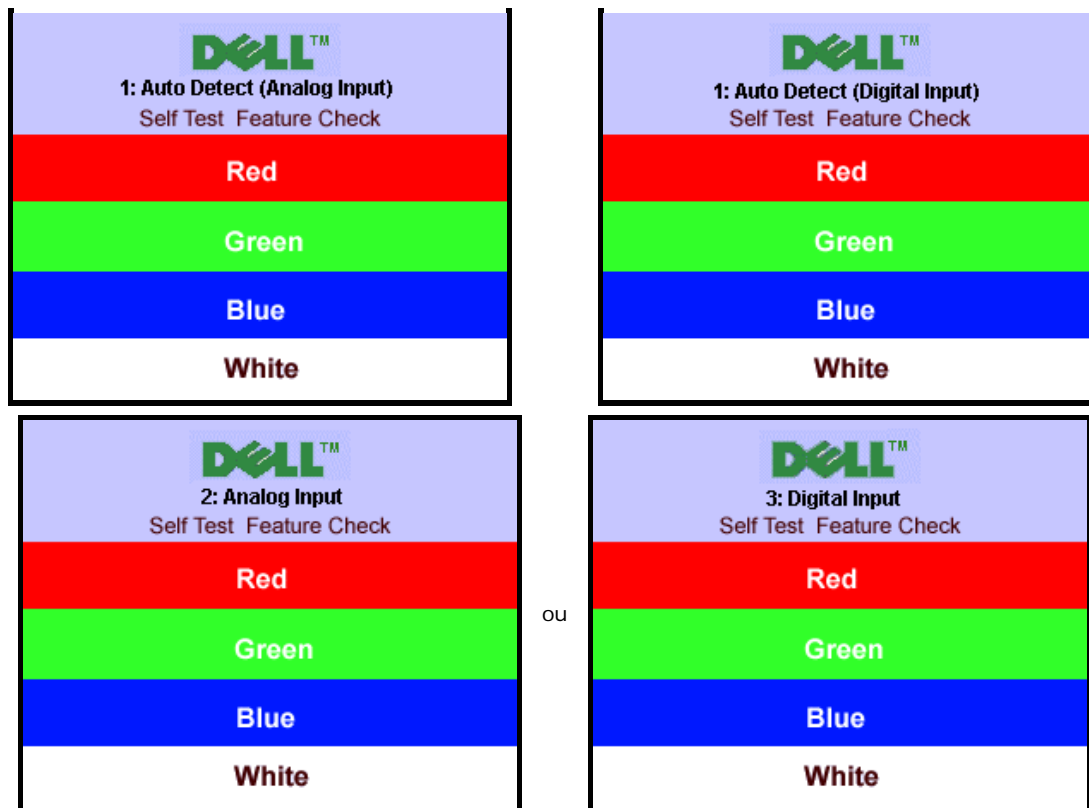 DELL™
1: Auto Detect (Analog Input)
Self Test Feature Check
Red
Green
Blue
White
DELL™
1: Auto Detect (Digital Input)
Self Test Feature Check
Red
Green
Blue
White
DELL™
2: Analog Input
Self Test Feature Check
Red
Green
Blue
White
ou
DELL™
3: Digital Input
Self Test Feature Check
Red
Green
Blue
White